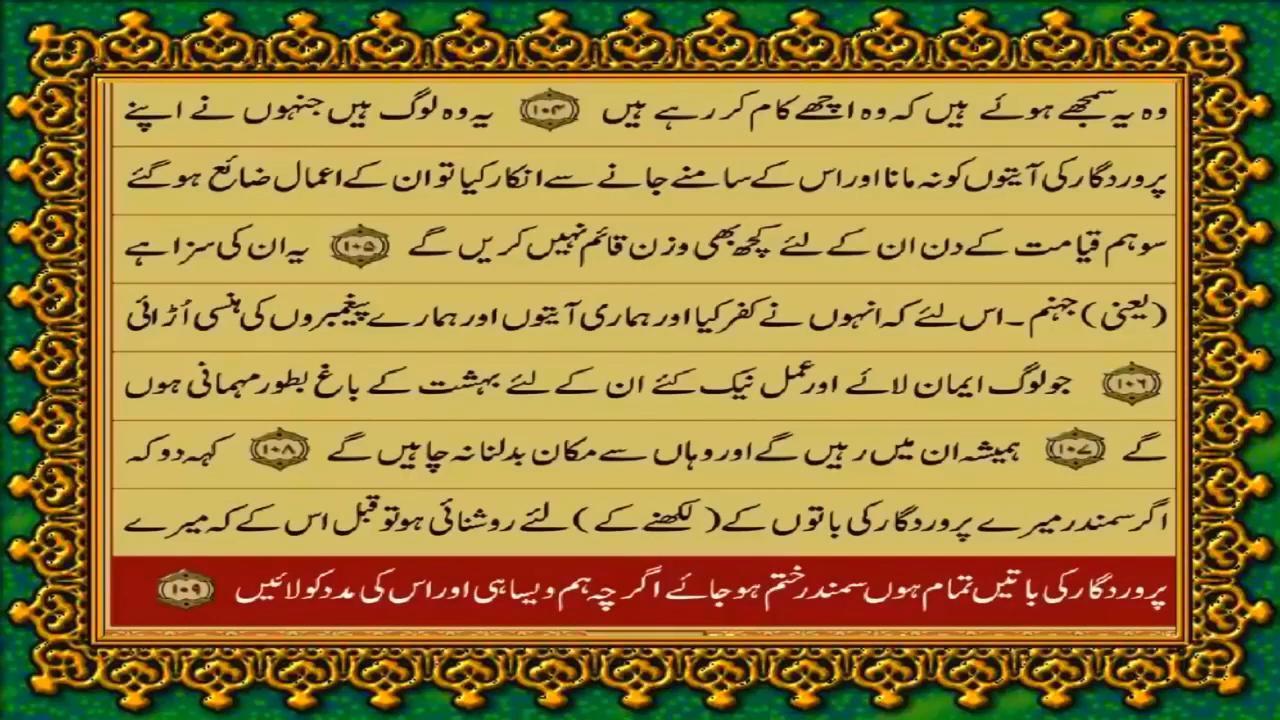 وہ یہ سمجھے ہوئے ہیں کہ وہ اچھے کام کر رہے ہیں ۱۰۴ یہ وہ لوگ ہیں جنہوں نے اپنے
پروردگار کی آیتوں کو نہ مانا اور اس کے سامنے جانے سے انکار کیا تو ان کے اعمال ضائع ہو گئے
سو ہم قیامت کے دن ان کے لئے کچھ بھی وزن قائم نہیں کریں گے ۱۰۵ یہ ان کی سزا ہے
(یعنی) جہنم ۔ اس لئے کہ انہوں نے کفر کیا اور ہماری آیتوں اور ہمارے پیغمبروں کی ہنسی اُڑائی
۱۰۶ جو لوگ ایمان لائے اور عمل نیک کئے ان کے لئے بہشت کے باغ بطور مہمانی ہوں
گے ۱۰۷ ہمیشہ ان میں رہیں گے اور وہاں سے مکان بدلنا نہ چاہیں گے ۱۰۸ کہہ دو کہ
اگر سمندر میرے پروردگار کی باتوں کے (لکھنے کے) لئے روشنائی ہو تو قبل اس کے کہ میرے
پروردگار کی باتیں تمام ہوں سمندر ختم ہو جائے اگرچہ ہم ویسا ہی اور اس کی مدد کو لائیں ۱۰۹